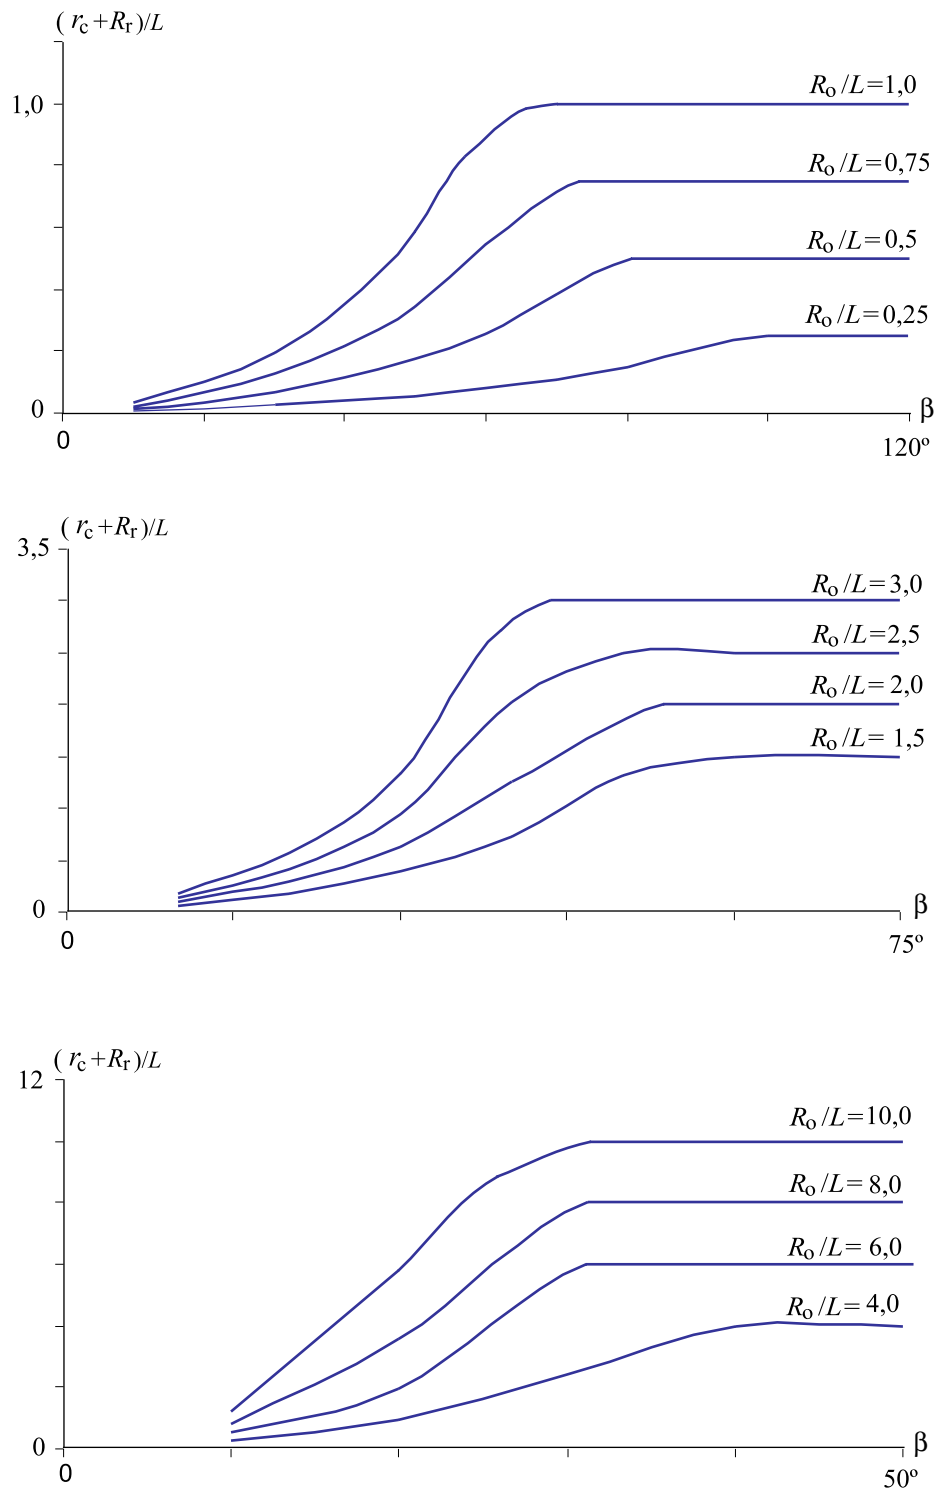 (rc+Rr)/L
1,0
Ro/L=1,0
Ro/L=0,75
Ro/L=0,5
Ro/L=0,25
0
β
0
120º
(rc+Rr)/L
3,5
Ro/L=3,0
Ro/L=2,5
Ro/L=2,0
Ro/L= 1,5
0
β
0
75º
(rc+Rr)/L
12
Ro/L=10,0
Ro/L=8,0
Ro/L= 6,0
Ro/L= 4,0
0
β
0
50º